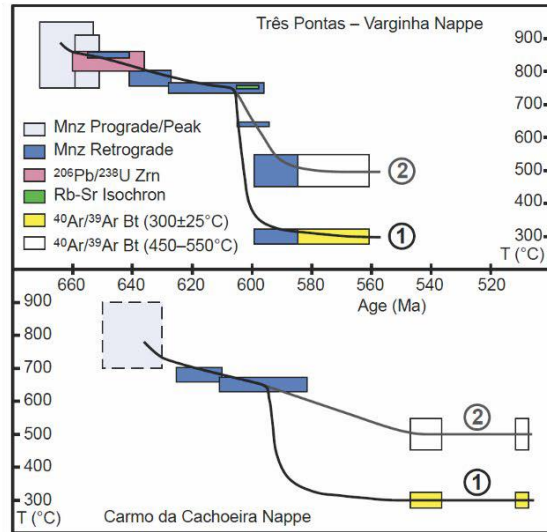 Três Pontas – Varginha Nappe
900
800
700
600
500
400
300
T (°C)
Mnz Prograde/Peak
Mnz Retrograde
²⁰⁶Pb/²³⁸U Zrn
Rb-Sr Isochron
⁴⁰Ar/³⁹Ar Bt (300±25°C)
⁴⁰Ar/³⁹Ar Bt (450–550°C)
2
1
660 640 620 600 580 560 540 520
Age (Ma)
900
800
700
600
500
400
300
T (°C)
2
1
Carmo da Cachoeira Nappe